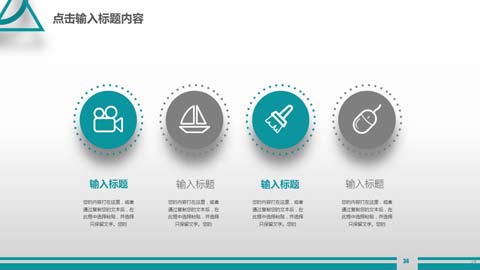 点击输入标题内容
输入标题
输入标题
输入标题
输入标题
您的内容打在这里，或者
通过复制您的文本后，在
此框中选择粘贴，并选择
只保留文字。您的
您的内容打在这里，或者
通过复制您的文本后，在
此框中选择粘贴，并选择
只保留文字。您的
您的内容打在这里，或者
通过复制您的文本后，在
此框中选择粘贴，并选择
只保留文字。您的
您的内容打在这里，或者
通过复制您的文本后，在
此框中选择粘贴，并选择
只保留文字。您的
34